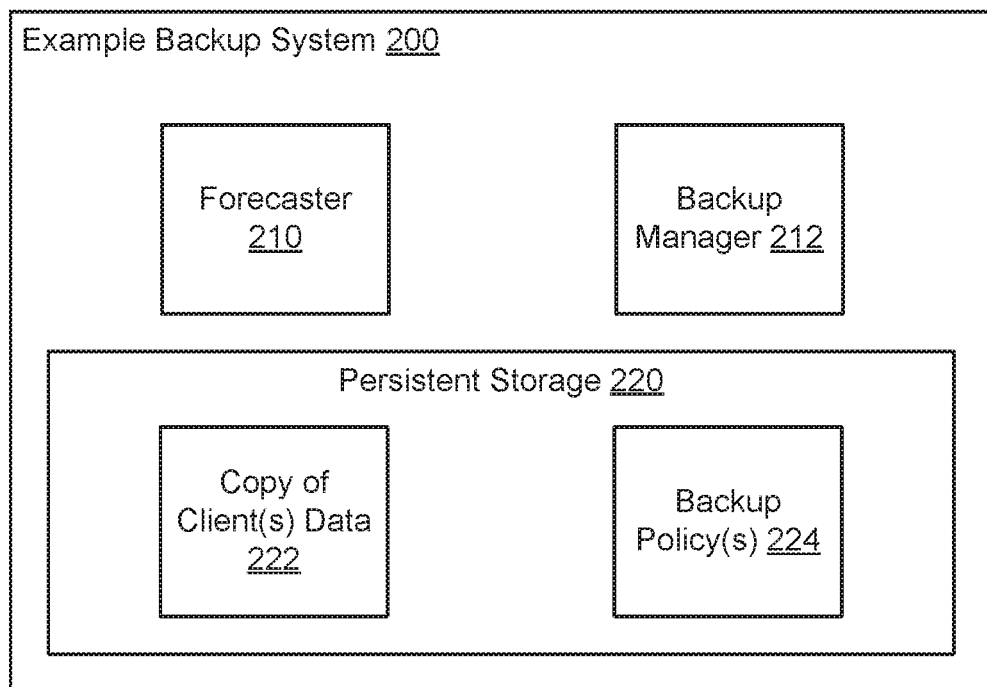 Example Backup System 200
Forecaster
210
Backup
Manager 212
Persistent Storage 220
Copy of
Client(s) Data
222
Backup
Policy(s) 224